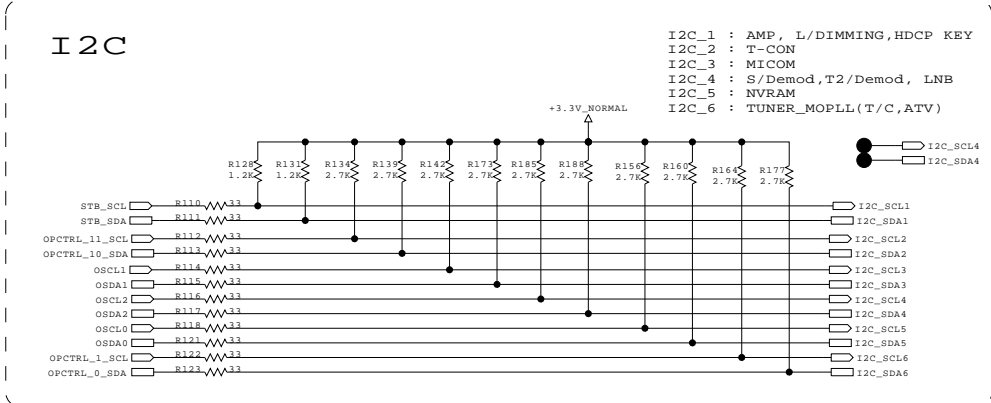 I2C
I2C_1 : AMP, L/DIMMING,HDCP KEY
I2C_2 : T-CON
I2C_3 : MICOM
I2C_4 : S/Demod,T2/Demod, LNB
I2C_5 : NVRAM
I2C_6 : TUNER_MOPLL(T/C,ATV)
+3.3V_NORMAL
I2C_SCL4
I2C_SDA4
R128 R131 R134 R139 R142 R173 R185 R188 R156 R160 R164 R177
1.2K 1.2K 2.7K 2.7K 2.7K 2.7K 2.7K 2.7K 2.7K 2.7K 2.7K 2.7K
STB_SCL R110 33 I2C_SCL1
STB_SDA R111 33 I2C_SDA1
OPCTRL_11_SCL R112 33 I2C_SCL2
OPCTRL_10_SDA R113 33 I2C_SDA2
OSCL1 R114 33 I2C_SCL3
OSDA1 R115 33 I2C_SDA3
OSCL2 R116 33 I2C_SCL4
OSDA2 R117 33 I2C_SDA4
OSCL0 R118 33 I2C_SCL5
OSDA0 R121 33 I2C_SDA5
OPCTRL_1_SCL R122 33 I2C_SCL6
OPCTRL_0_SDA R123 33 I2C_SDA6